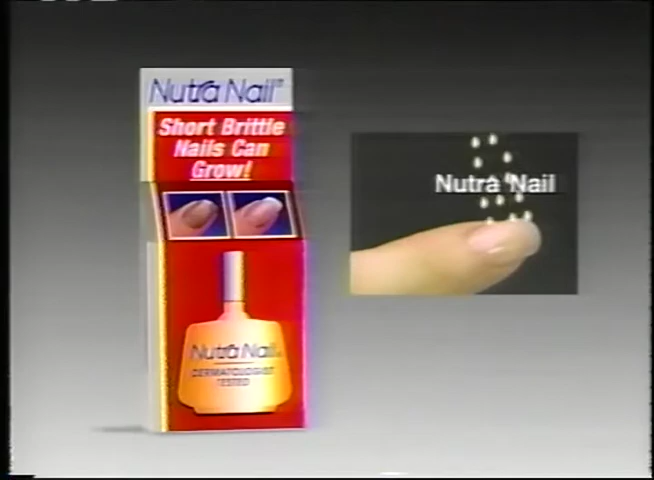 Nutra Nail®
Short Brittle
Nails Can
Grow!
Nutra Nail
Nutra Nail
DERMATOLOGIST
TESTED